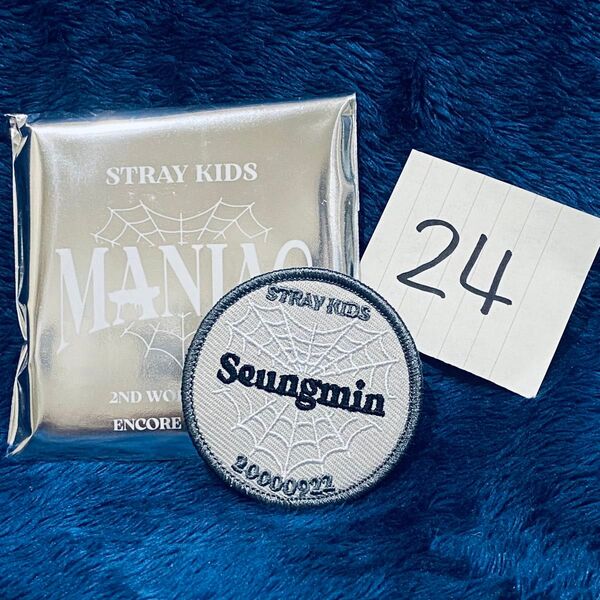 STRAY KIDS
MANIAC
2ND WO
ENCORE
STRAY KIDS
Seungmin
20000922
24